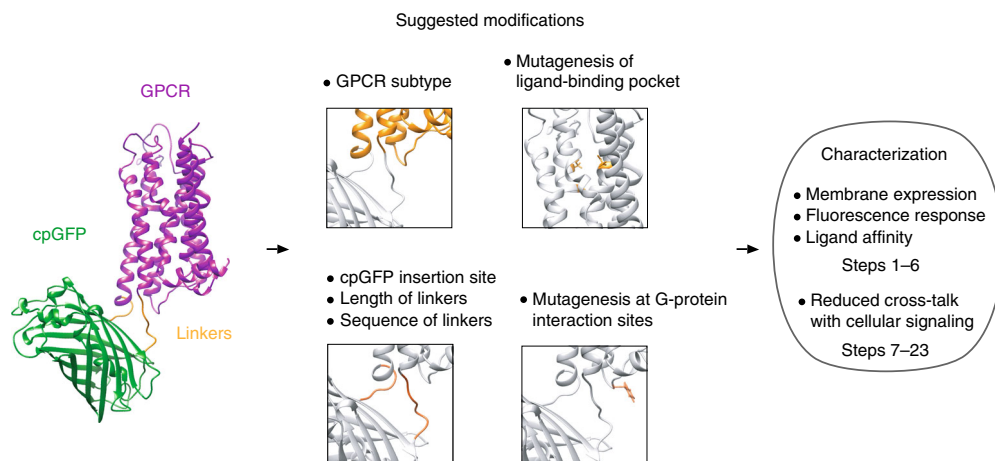 Suggested modifications
GPCR
cpGFP
Linkers
• GPCR subtype
• Mutagenesis of
ligand-binding pocket
• cpGFP insertion site
• Length of linkers
• Sequence of linkers
• Mutagenesis at G-protein
interaction sites
Characterization
• Membrane expression
• Fluorescence response
• Ligand affinity
Steps 1–6
• Reduced cross-talk
with cellular signaling
Steps 7–23